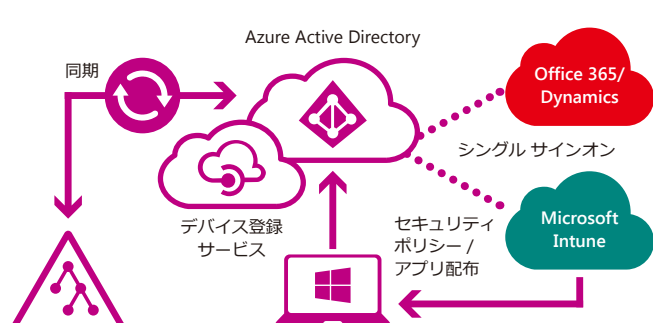 Azure Active Directory
同期
Office 365/
Dynamics
シングル サインオン
デバイス登録
サービス
セキュリティ
ポリシー /
アプリ配布
Microsoft
Intune